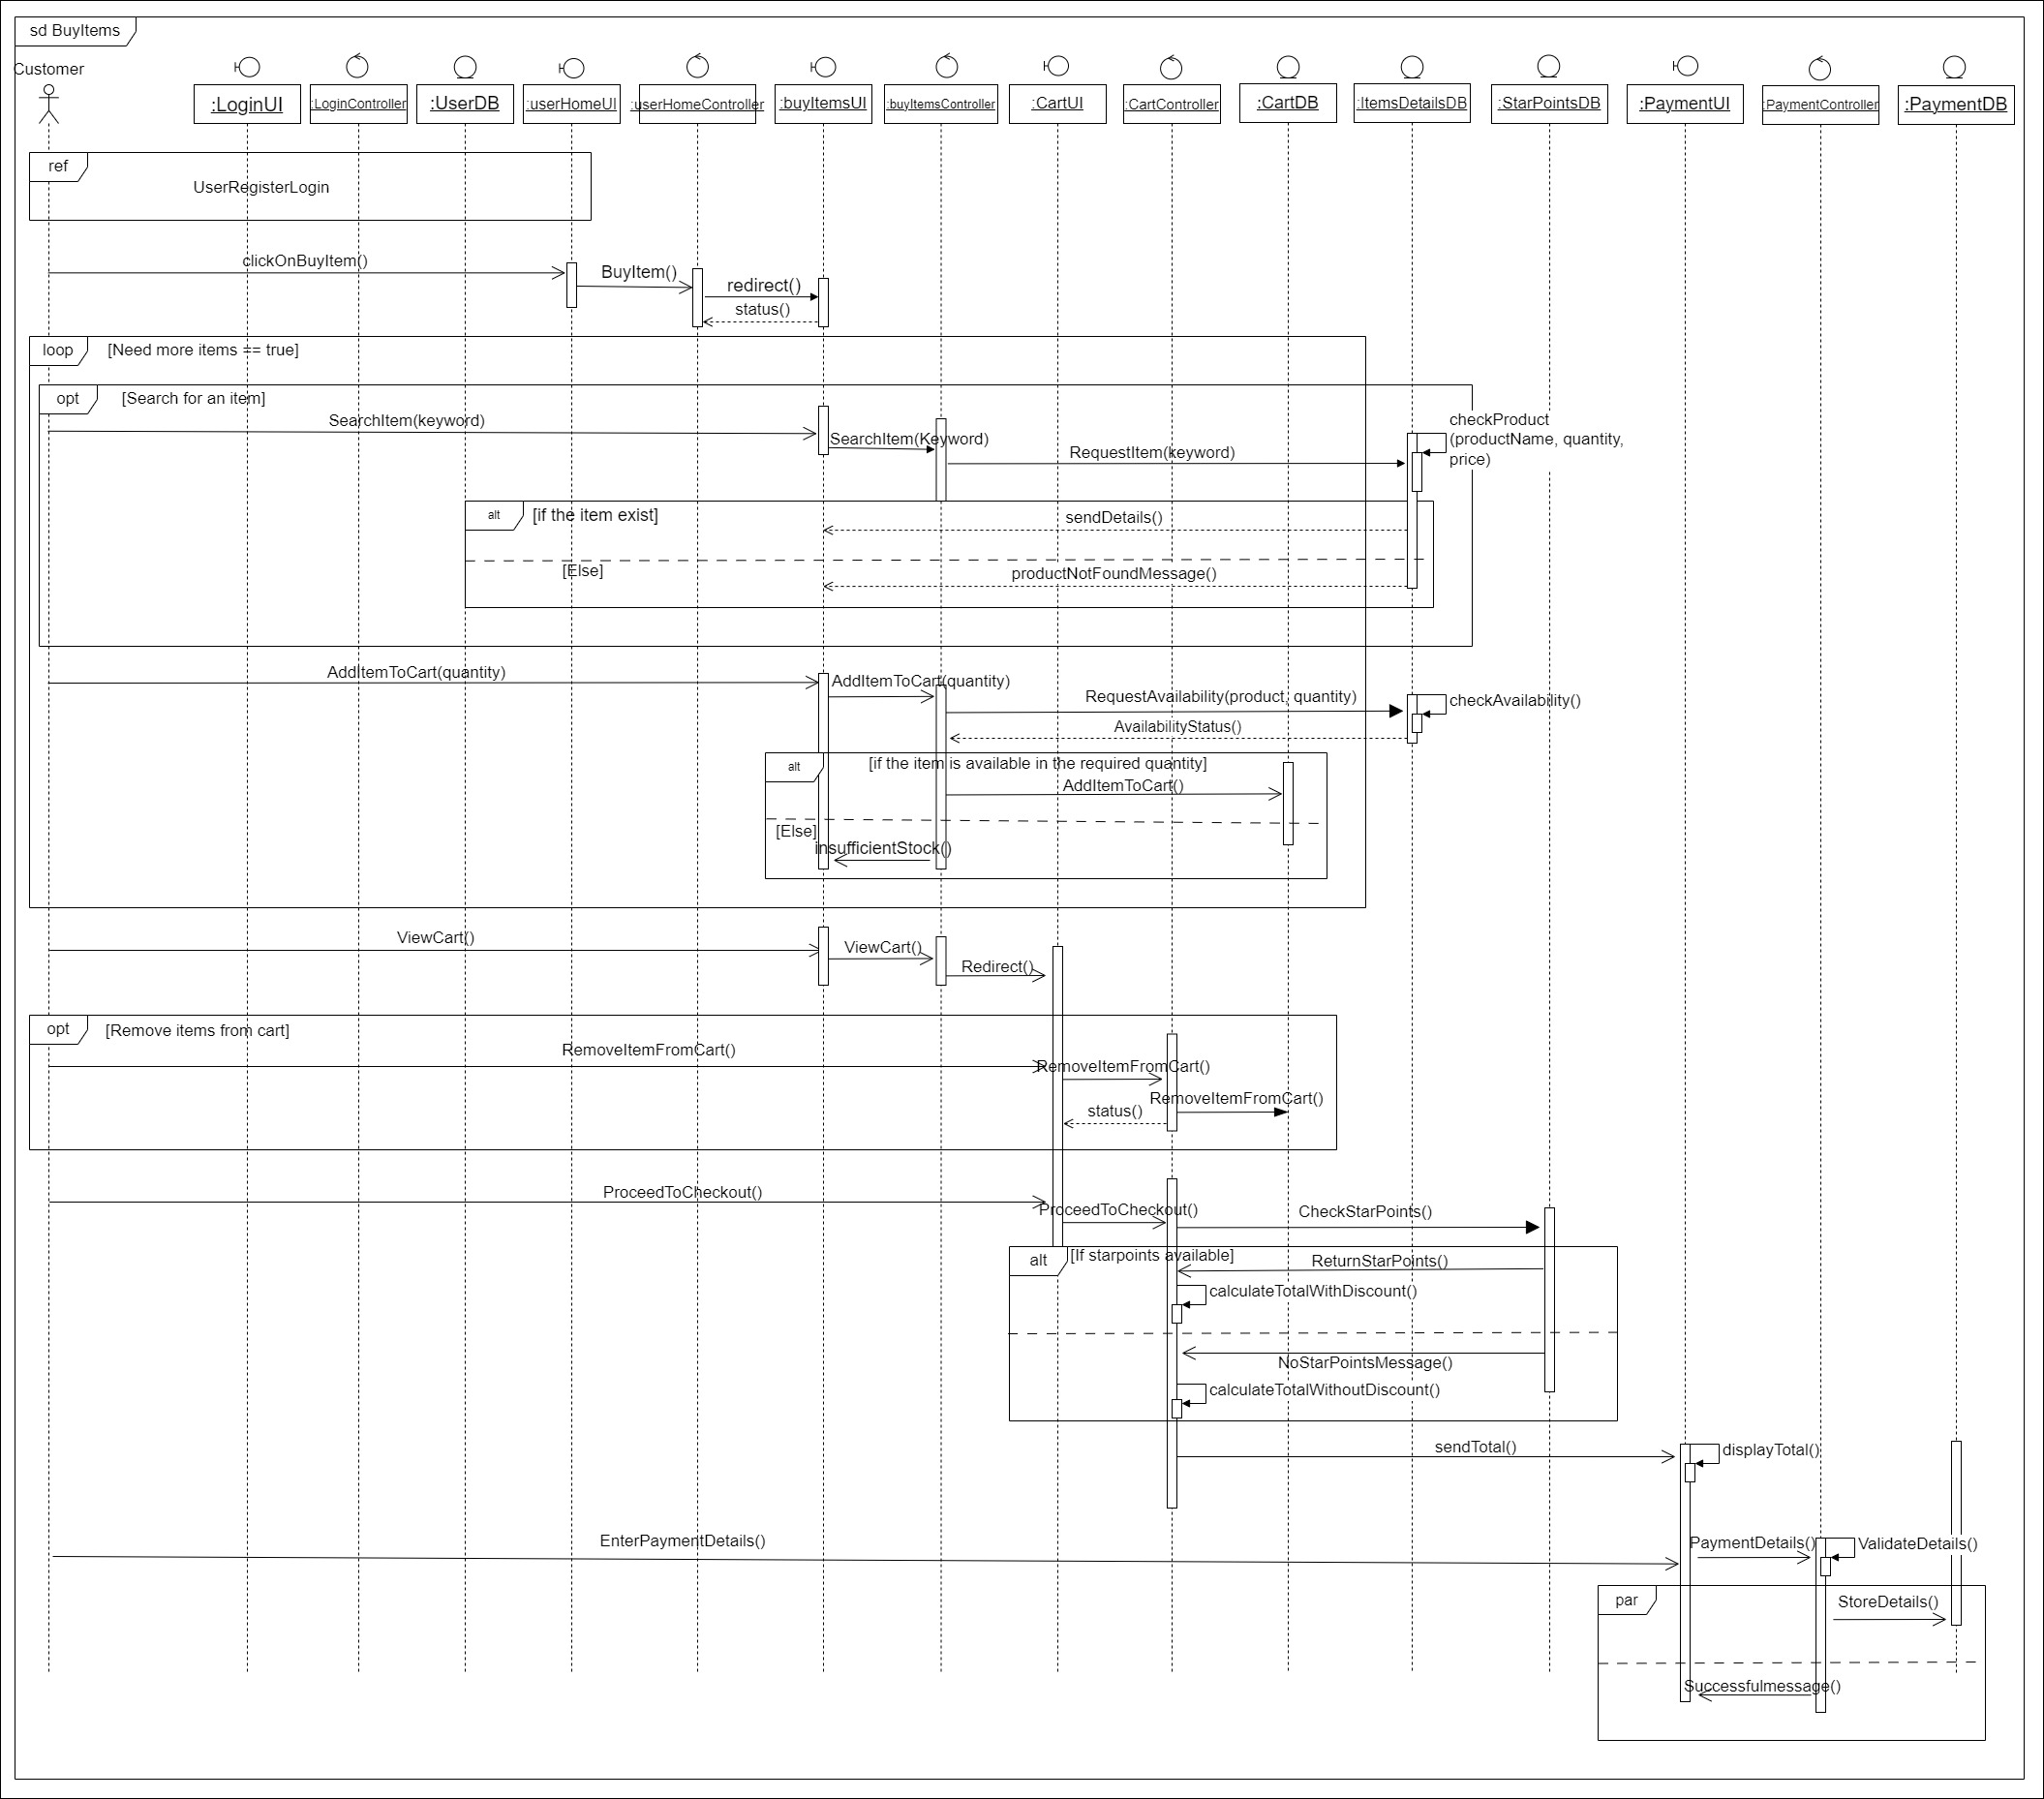 sd BuyItems
Customer
:LoginUI
:LoginController
:UserDB
:userHomeUI
:userHomeController
:buyItemsUI
:buyItemsController
:CartUI
:CartController
:CartDB
:ItemsDetailsDB
:StarPointsDB
:PaymentUI
:PaymentController
:PaymentDB
ref
UserRegisterLogin
clickOnBuyItem()
BuyItem()
redirect()
status()
loop
[Need more items == true]
opt
[Search for an item]
SearchItem(keyword)
SearchItem(Keyword)
RequestItem(keyword)
checkProduct
(productName, quantity,
price)
alt
[if the item exist]
sendDetails()
[Else]
productNotFoundMessage()
AddItemToCart(quantity)
AddItemToCart(quantity)
RequestAvailability(product, quantity)
checkAvailability()
AvailabilityStatus()
alt
[if the item is available in the required quantity]
AddItemToCart()
[Else]
insufficientStock()
ViewCart()
ViewCart()
Redirect()
opt
[Remove items from cart]
RemoveItemFromCart()
RemoveItemFromCart()
RemoveItemFromCart()
status()
ProceedToCheckout()
ProceedToCheckout()
CheckStarPoints()
alt
[If starpoints available]
ReturnStarPoints()
calculateTotalWithDiscount()
NoStarPointsMessage()
calculateTotalWithoutDiscount()
sendTotal()
displayTotal()
EnterPaymentDetails()
PaymentDetails()
ValidateDetails()
par
StoreDetails()
Successfulmessage()